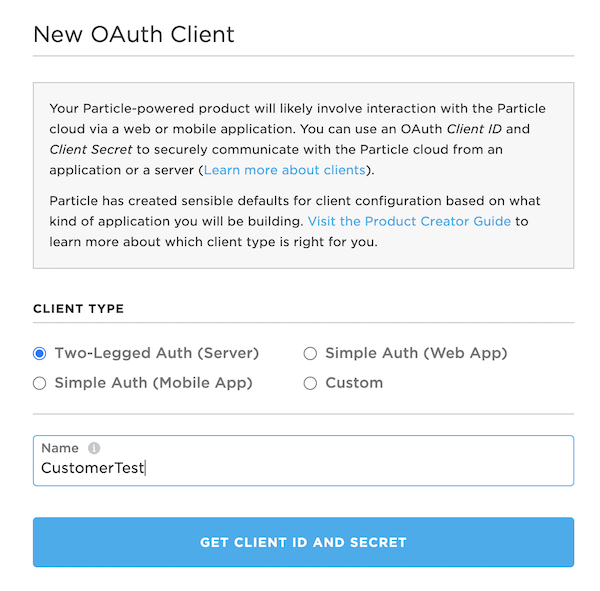 New OAuth Client
Your Particle-powered product will likely involve interaction with the Particle
cloud via a web or mobile application. You can use an OAuth Client ID and
Client Secret to securely communicate with the Particle cloud from an
application or a server (Learn more about clients).
Particle has created sensible defaults for client configuration based on what
kind of application you will be building. Visit the Product Creator Guide to
learn more about which client type is right for you.
CLIENT TYPE
Two-Legged Auth (Server)
Simple Auth (Web App)
Simple Auth (Mobile App)
Custom
Name
CustomerTest
GET CLIENT ID AND SECRET